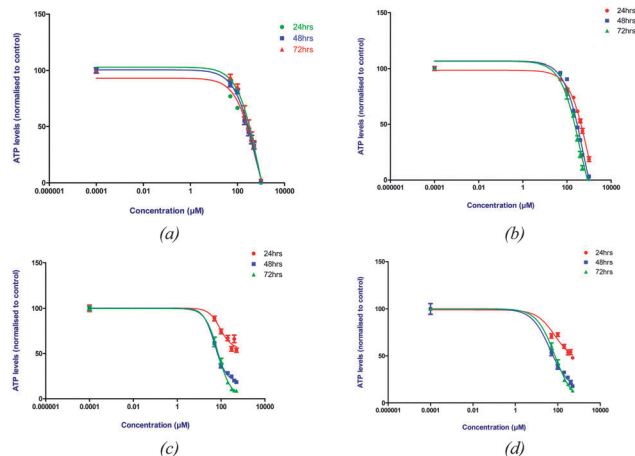 24hrs
48hrs
72hrs
150
100
50
0
0.000001 0.0001 0.01 1 100 10000
ATP levels (normalised to control)
Concentration (µM)
(a)
24hrs
48hrs
72hrs
150
100
50
0
0.000001 0.0001 0.01 1 100 10000
ATP levels (normalised to control)
Concentration (µM)
(b)
24hrs
48hrs
72hrs
150
100
50
0
0.000001 0.0001 0.01 1 100 10000
ATP levels (normalised to control)
Concentration (µM)
(c)
24hrs
48hrs
72hrs
150
100
50
0
0.000001 0.0001 0.01 1 100 10000
ATP levels (normalised to control)
Concentration (µM)
(d)